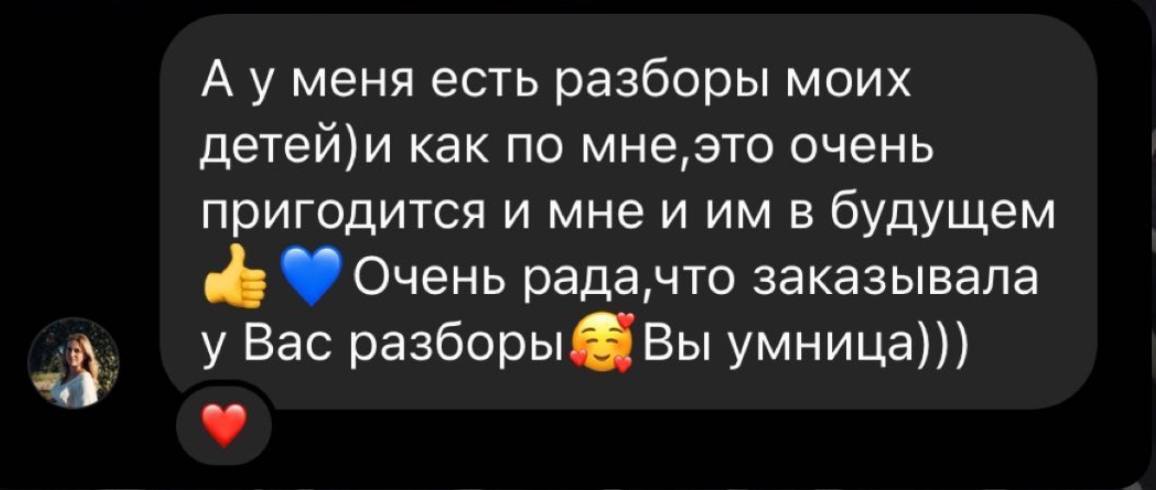 А у меня есть разборы моих
детей)и как по мне,это очень
пригодится и мне и им в будущем
👍💙Очень рада,что заказывала
у Вас разборы🥰Вы умница)))